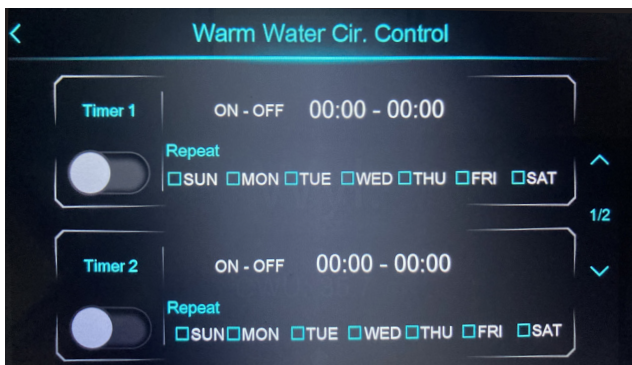 Warm Water Cir. Control
Timer 1
ON - OFF 00:00 - 00:00
Repeat
SUN MON TUE WED THU FRI SAT
1/2
Timer 2
ON - OFF 00:00 - 00:00
Repeat
SUN MON TUE WED THU FRI SAT